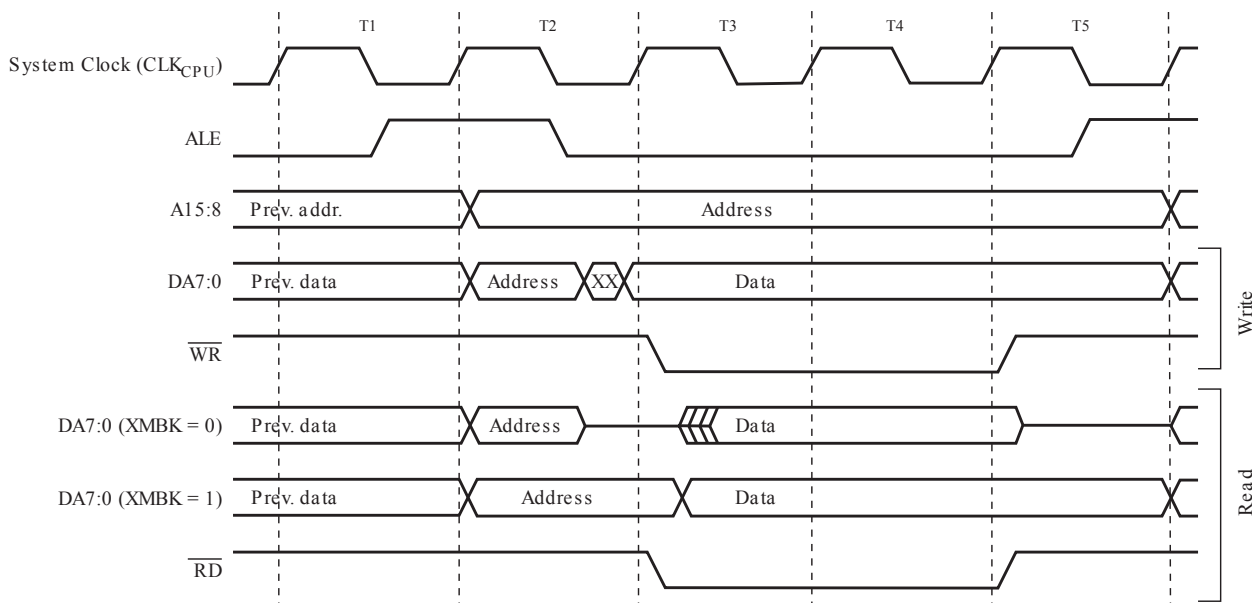 T1 T2 T3 T4 T5
System Clock (CLKCPU)
ALE
A15:8 Prev. addr. Address
DA7:0 Prev. data Address XX Data
WR
Write
DA7:0 (XMBK = 0) Prev. data Address Data
DA7:0 (XMBK = 1) Prev. data Address Data
RD
Read